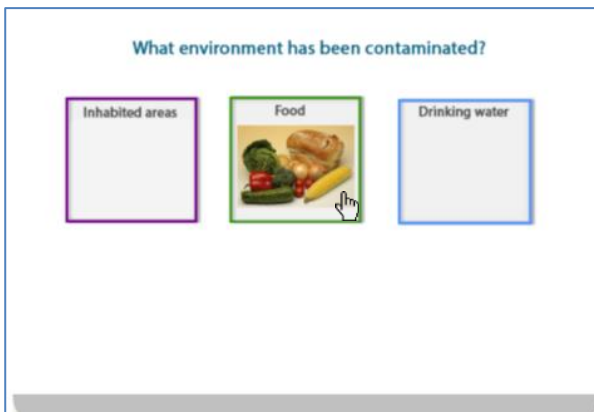 What environment has been contaminated?
Inhabited areas
Food
Drinking water